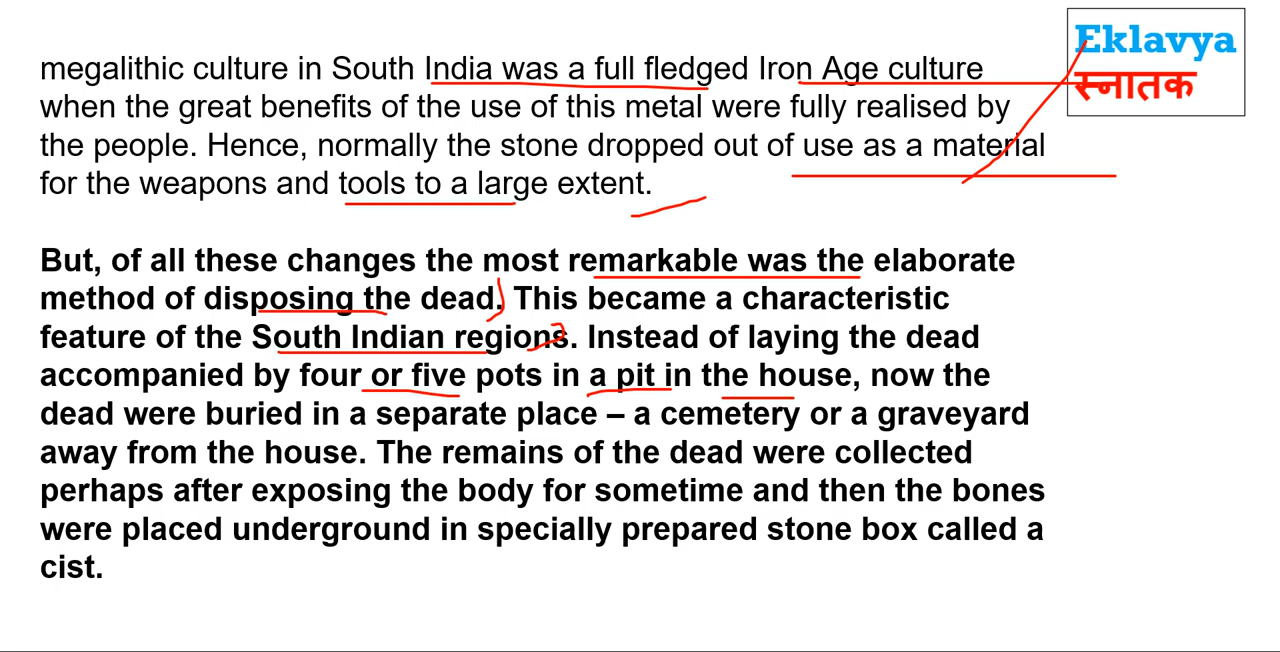 Eklavya
स्नातक
megalithic culture in South India was a full fledged Iron Age culture
when the great benefits of the use of this metal were fully realised by
the people. Hence, normally the stone dropped out of use as a material
for the weapons and tools to a large extent.
But, of all these changes the most remarkable was the elaborate
method of disposing the dead. This became a characteristic
feature of the South Indian regions. Instead of laying the dead
accompanied by four or five pots in a pit in the house, now the
dead were buried in a separate place – a cemetery or a graveyard
away from the house. The remains of the dead were collected
perhaps after exposing the body for sometime and then the bones
were placed underground in specially prepared stone box called a
cist.